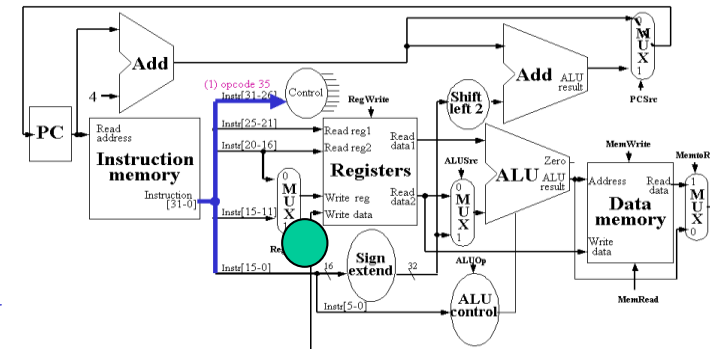 Add
4
PC
Read
address
Instruction
memory
Instruction
[31-0]
(1) opcode 35
Instr[31-26]
Control
Instr[25-21]
Instr[20-16]
Instr[15-11]
Instr[15-0]
Instr[5-0]
0
M
U
X
1
RegWrite
Read reg1
Read reg2
Registers
Write reg
Write data
Read
data1
Read
data2
16
Sign
extend
32
Shift
left 2
Add
ALU
result
ALUSrc
0
M
U
X
1
Zero
ALU
ALU
result
ALUOp
ALU
control
0
M
U
X
1
PCSrc
MemWrite
Address
Read
data
Data
memory
Write
data
MemRead
MemtoR
1
M
U
X
0